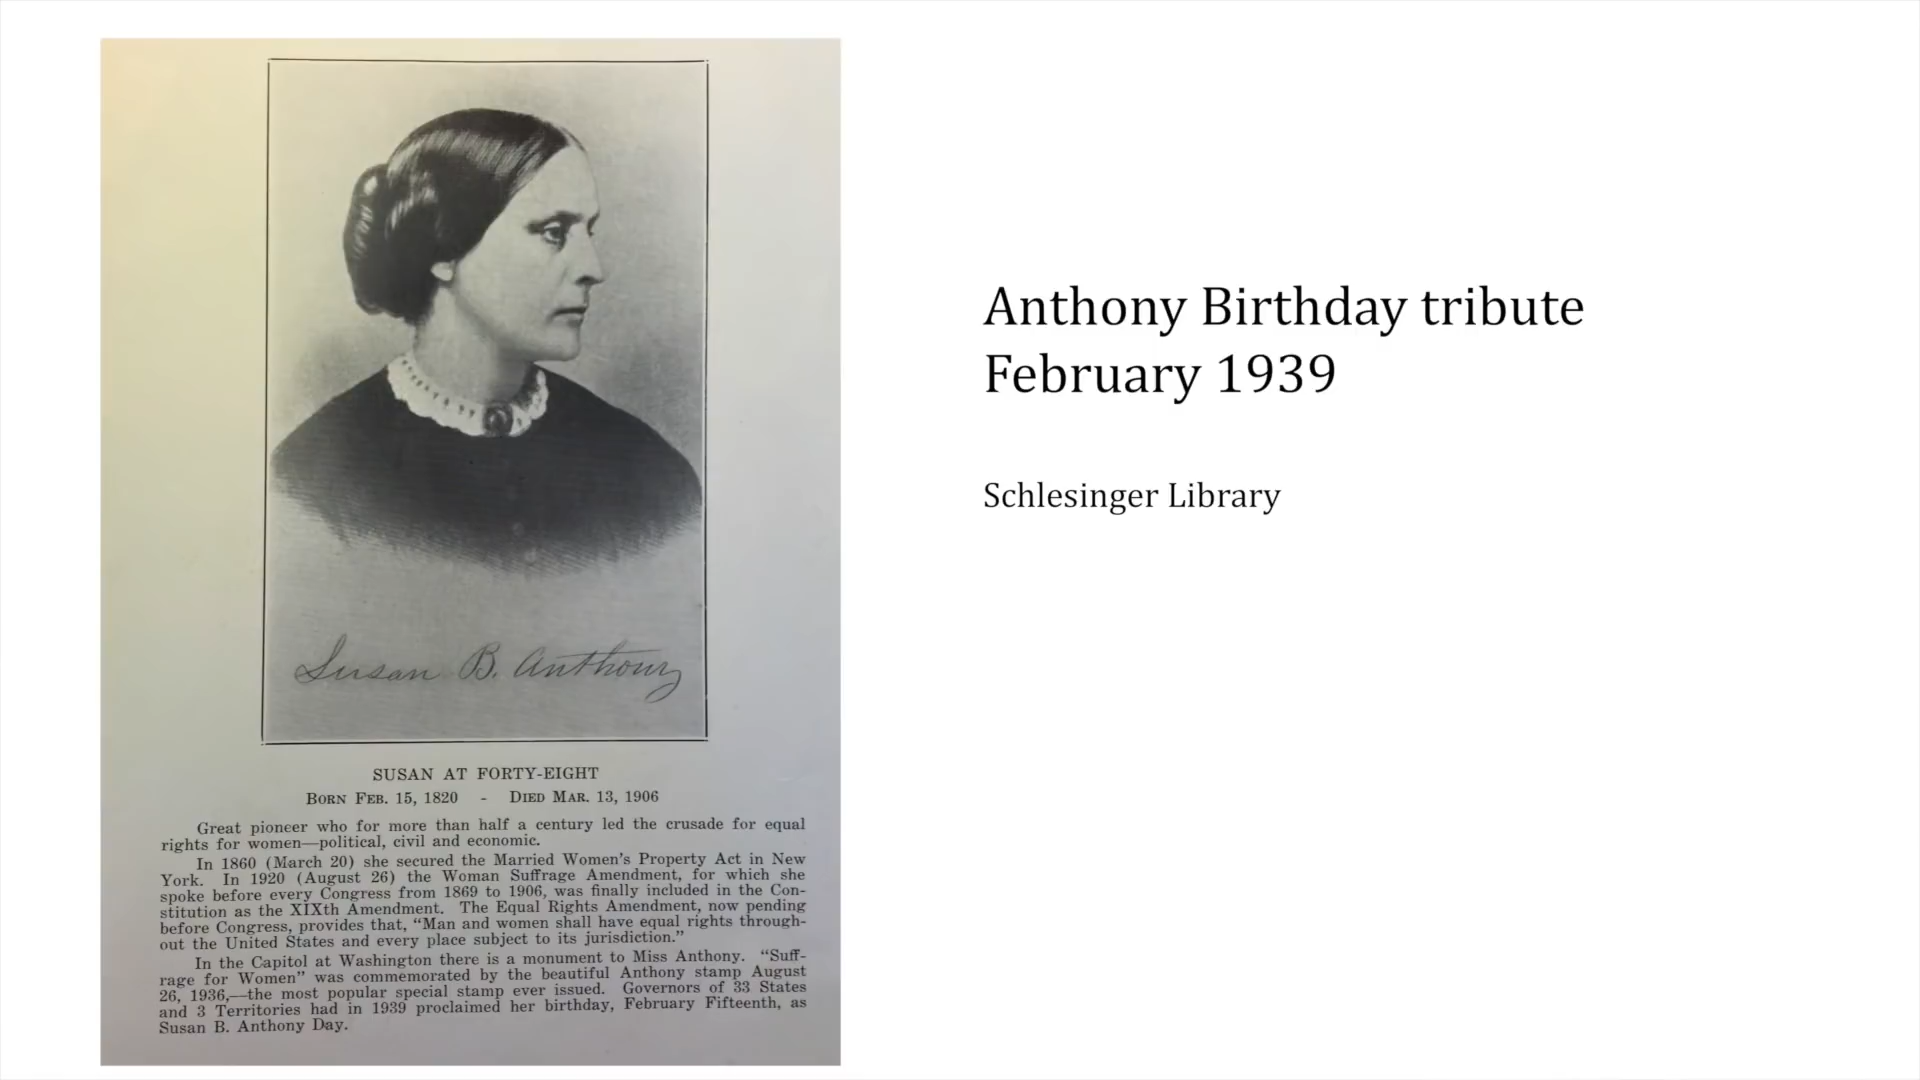 Susan B. Anthony
SUSAN AT FORTY-EIGHT
BORN FEB. 15, 1820 - DIED MAR. 13, 1906
Great pioneer who for more than half a century led the crusade for equal
rights for women—political, civil and economic.
In 1860 (March 20) she secured the Married Women's Property Act in New
York. In 1920 (August 26) the Woman Suffrage Amendment, for which she
spoke before every Congress from 1869 to 1906, was finally included in the Con-
stitution as the XIXth Amendment. The Equal Rights Amendment, now pending
before Congress, provides that, “Man and women shall have equal rights through-
out the United States and every place subject to its jurisdiction.”
In the Capitol at Washington there is a monument to Miss Anthony. “Suff-
rage for Women” was commemorated by the beautiful Anthony stamp August
26, 1936,—the most popular special stamp ever issued. Governors of 33 States
and 3 Territories had in 1939 proclaimed her birthday, February Fifteenth, as
Susan B. Anthony Day.
Anthony Birthday tribute
February 1939
Schlesinger Library